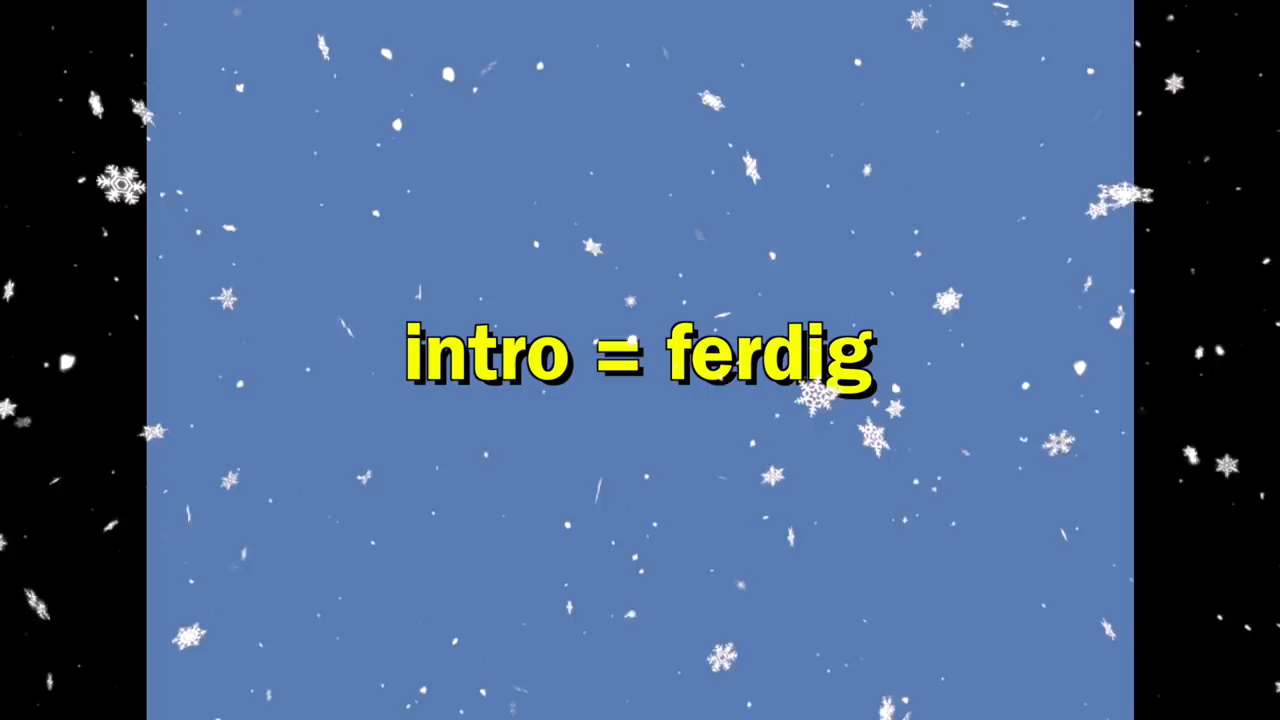 intro = ferdig